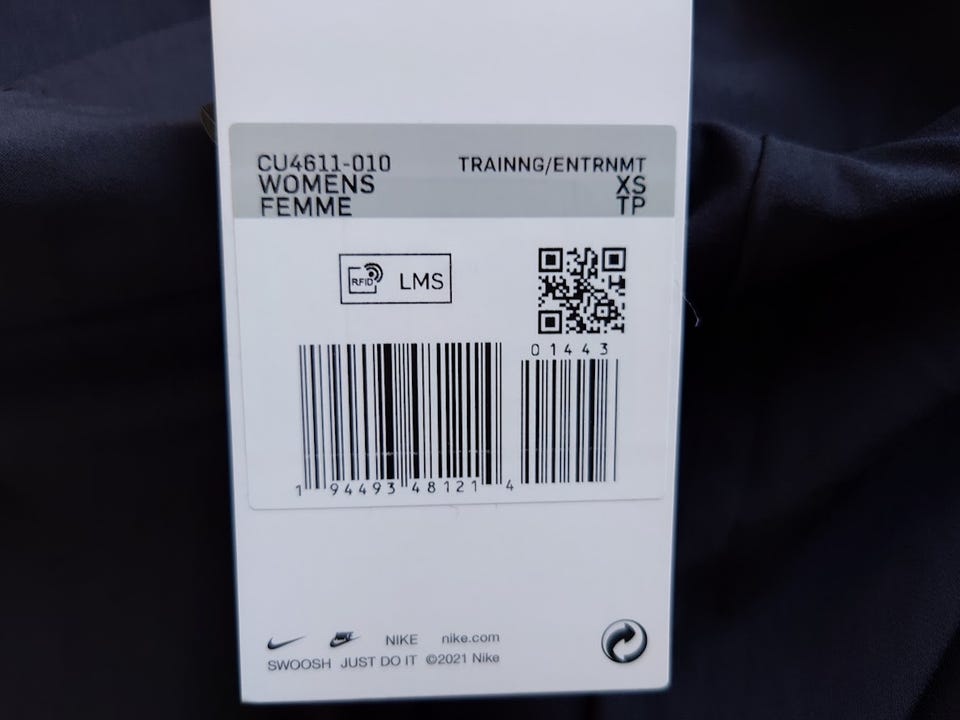 CU4611-010 TRAINNG/ENTRNMT
WOMENS XS
FEMME TP
RFID LMS
01443
1 94493 48121 4
NIKE NIKE nike.com
SWOOSH JUST DO IT ©2021 Nike